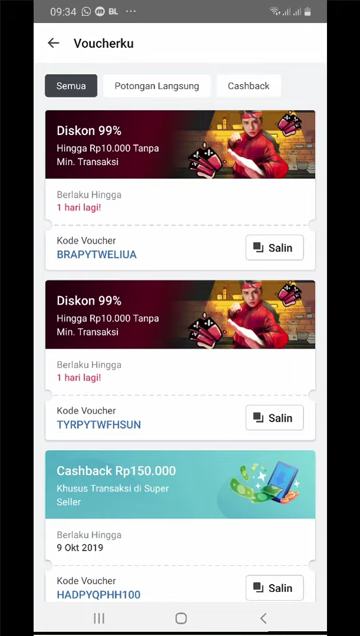 09:34 BL
Voucherku
Semua Potongan Langsung Cashback
Diskon 99%
Hingga Rp10.000 Tanpa
Min. Transaksi
Berlaku Hingga
1 hari lagi!
Kode Voucher
BRAPYTWELIUA
Salin
Diskon 99%
Hingga Rp10.000 Tanpa
Min. Transaksi
Berlaku Hingga
1 hari lagi!
Kode Voucher
TYRPYTWFHSUN
Salin
Cashback Rp150.000
Khusus Transaksi di Super
Seller
Berlaku Hingga
9 Okt 2019
Kode Voucher
HADPYQPHH100
Salin